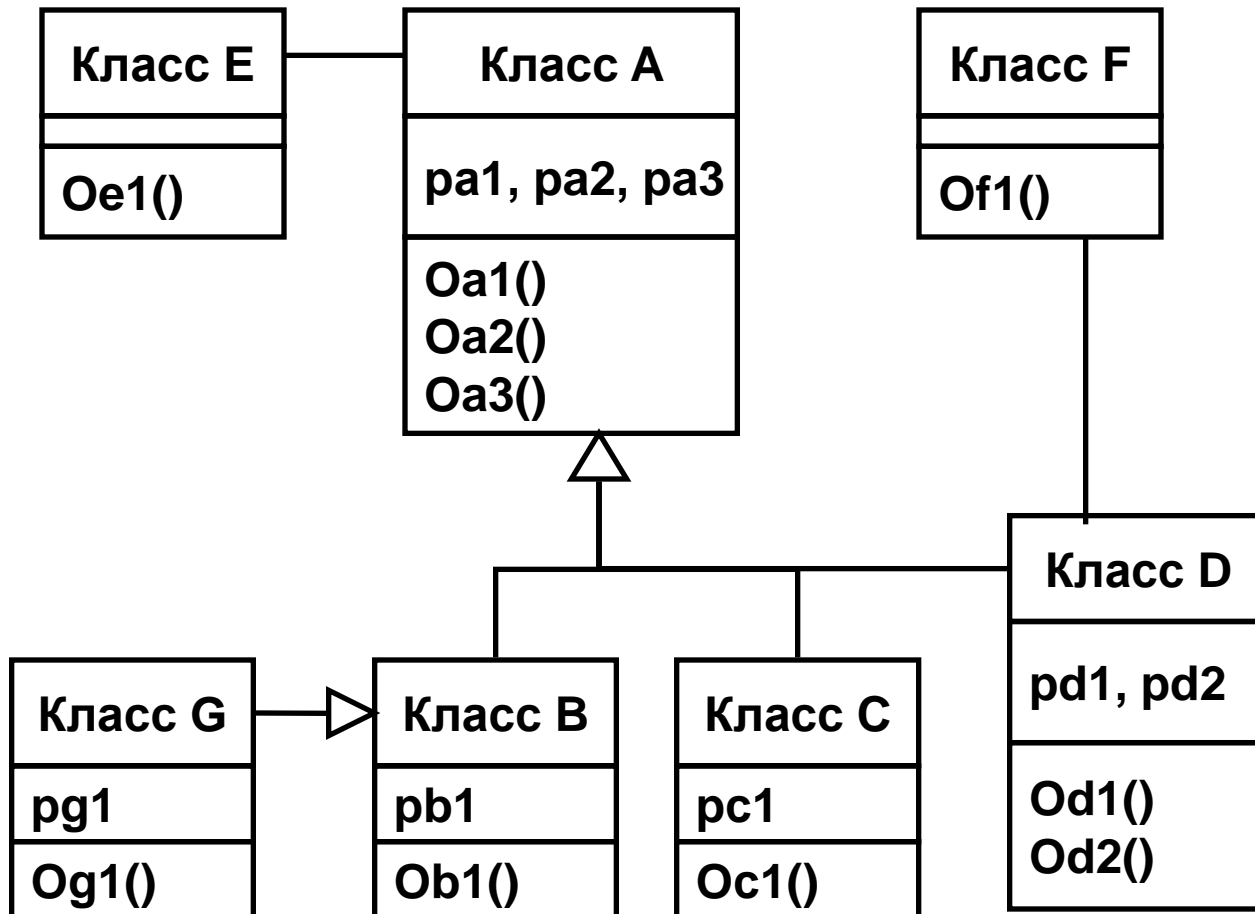 Класс E
Oe1()
Класс A
pa1, pa2, pa3
Oa1()
Oa2()
Oa3()
Класс F
Of1()
Класс D
pd1, pd2
Od1()
Od2()
Класс G
pg1
Og1()
Класс B
pb1
Ob1()
Класс C
pc1
Oc1()